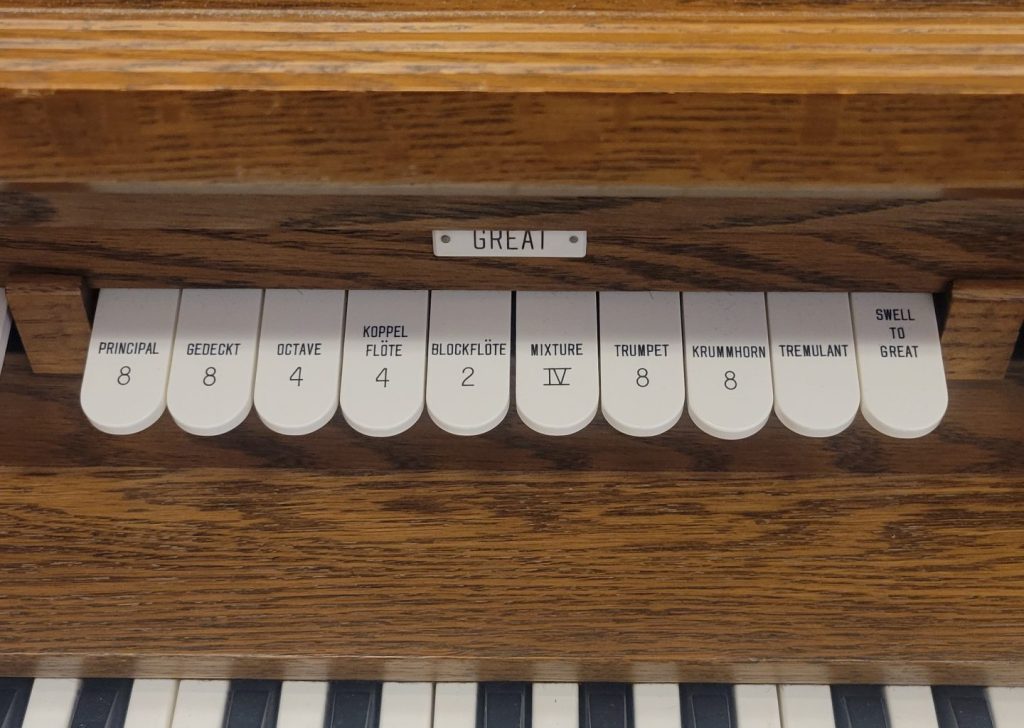 GREAT
PRINCIPAL
8
GEDECKT
8
OCTAVE
4
KOPPEL
FLÖTE
4
BLOCKFLÖTE
2
MIXTURE
IV
TRUMPET
8
KRUMMHORN
8
TREMULANT
SWELL
TO
GREAT